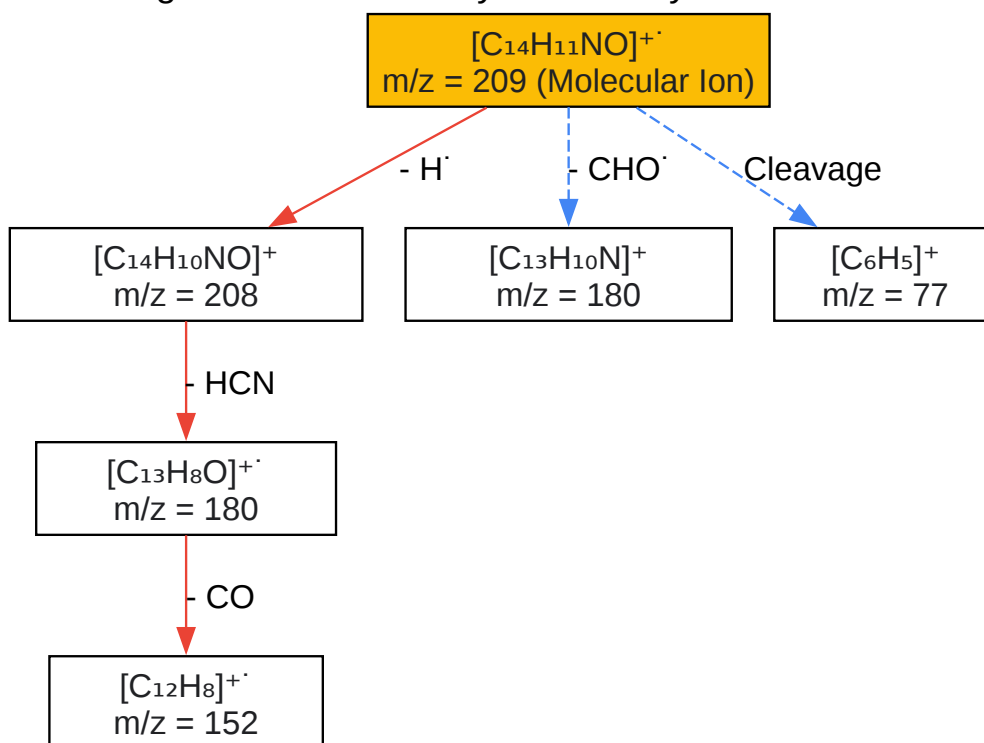 [C₁₄H₁₁NO]⁺˙
m/z = 209 (Molecular Ion)
- H˙
- CHO˙
Cleavage
[C₁₄H₁₀NO]⁺
m/z = 208
[C₁₃H₁₀N]⁺
m/z = 180
[C₆H₅]⁺
m/z = 77
- HCN
[C₁₃H₈O]⁺˙
m/z = 180
- CO
[C₁₂H₈]⁺˙
m/z = 152